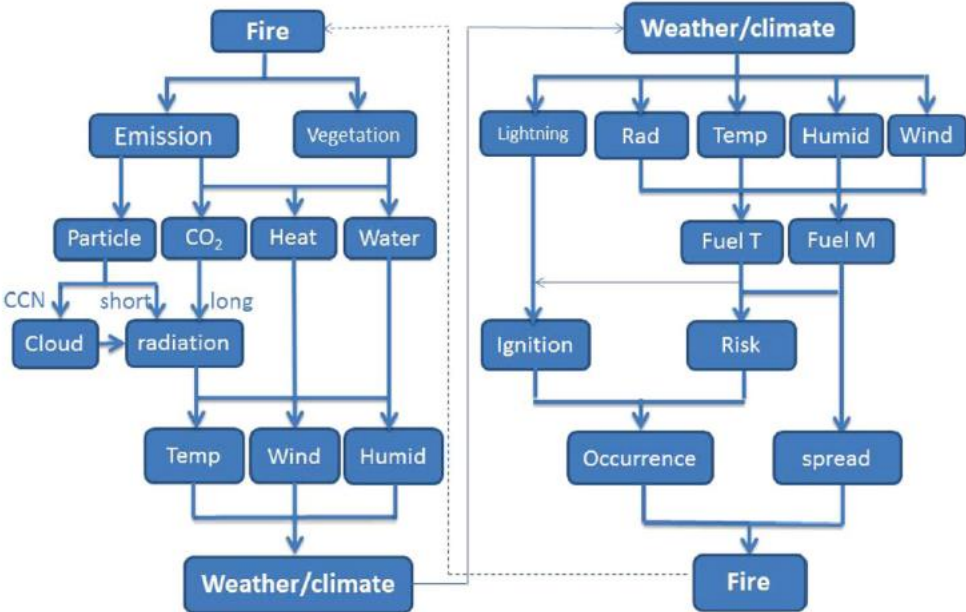 Fire
Emission
Vegetation
Particle
CO₂
Heat
Water
CCN
short
long
Cloud
radiation
Temp
Wind
Humid
Weather/climate
Weather/climate
Lightning
Rad
Temp
Humid
Wind
Fuel T
Fuel M
Ignition
Risk
Occurrence
spread
Fire